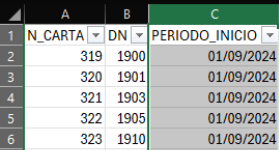 A B C
1 N_CARTA DN PERIODO_INICIO
2 319 1900 01/09/2024
3 320 1901 01/09/2024
4 321 1903 01/09/2024
5 322 1905 01/09/2024
6 323 1910 01/09/2024